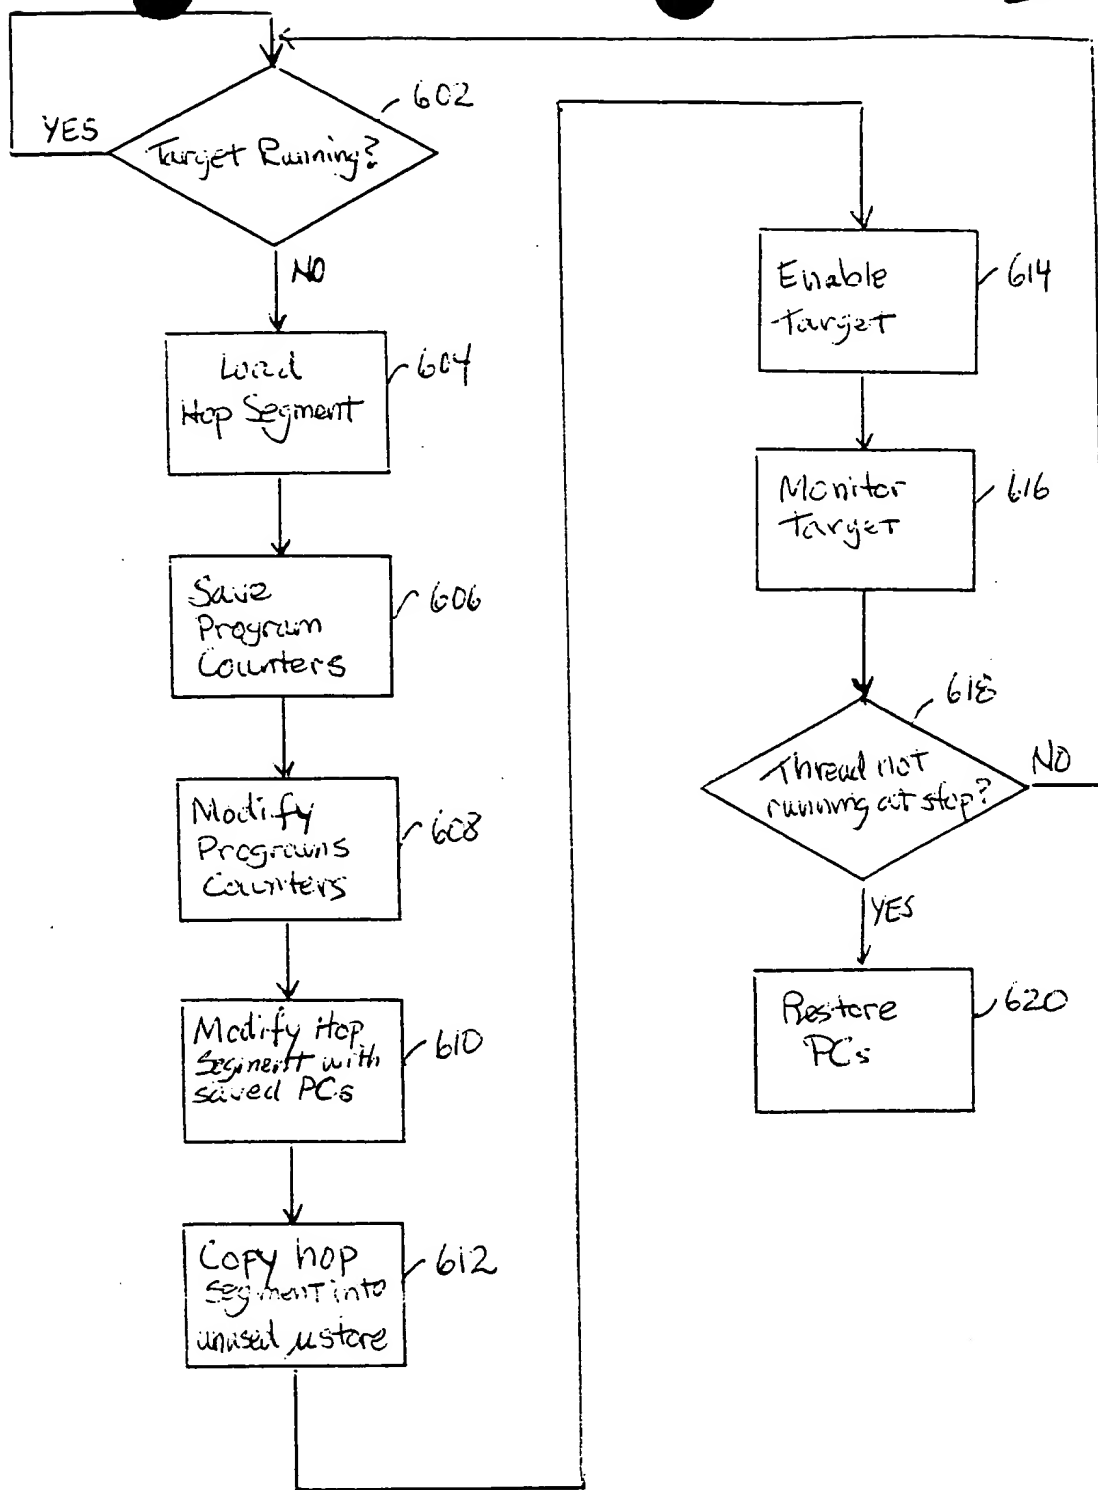 602
YES
Target Running?
NO
Load
Hop Segment
604
Save
Program
Counters
606
Modify
Programs
Counters
608
Modify Hop
Segment with
saved PCs
610
Copy hop
segment into
unused µstore
612
Enable
Target
614
Monitor
Target
616
618
Thread not
running at stop?
NO
YES
Restore
PCs
620